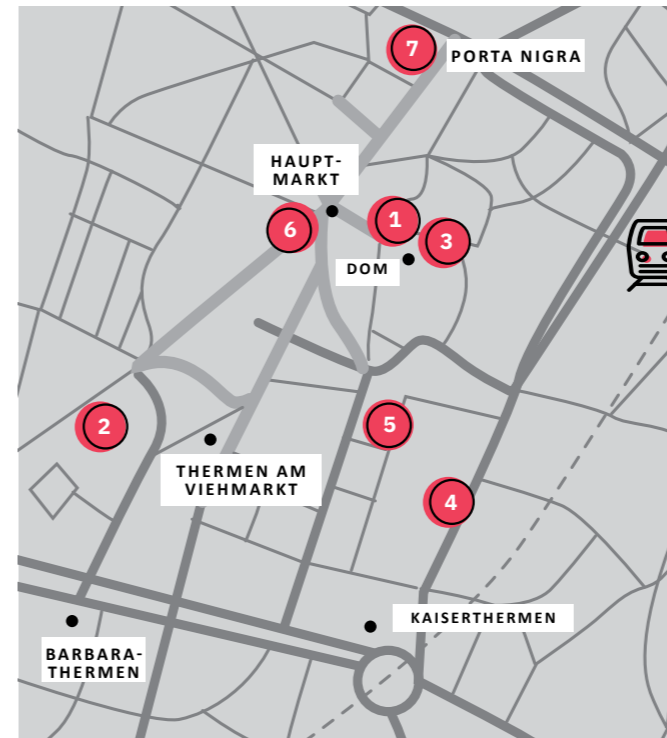 7
PORTA NIGRA
HAUPT-
MARKT
1
6
3
DOM
2
5
THERMEN AM
VIEHMARKT
4
KAISERTHERMEN
BARBARA-
THERMEN